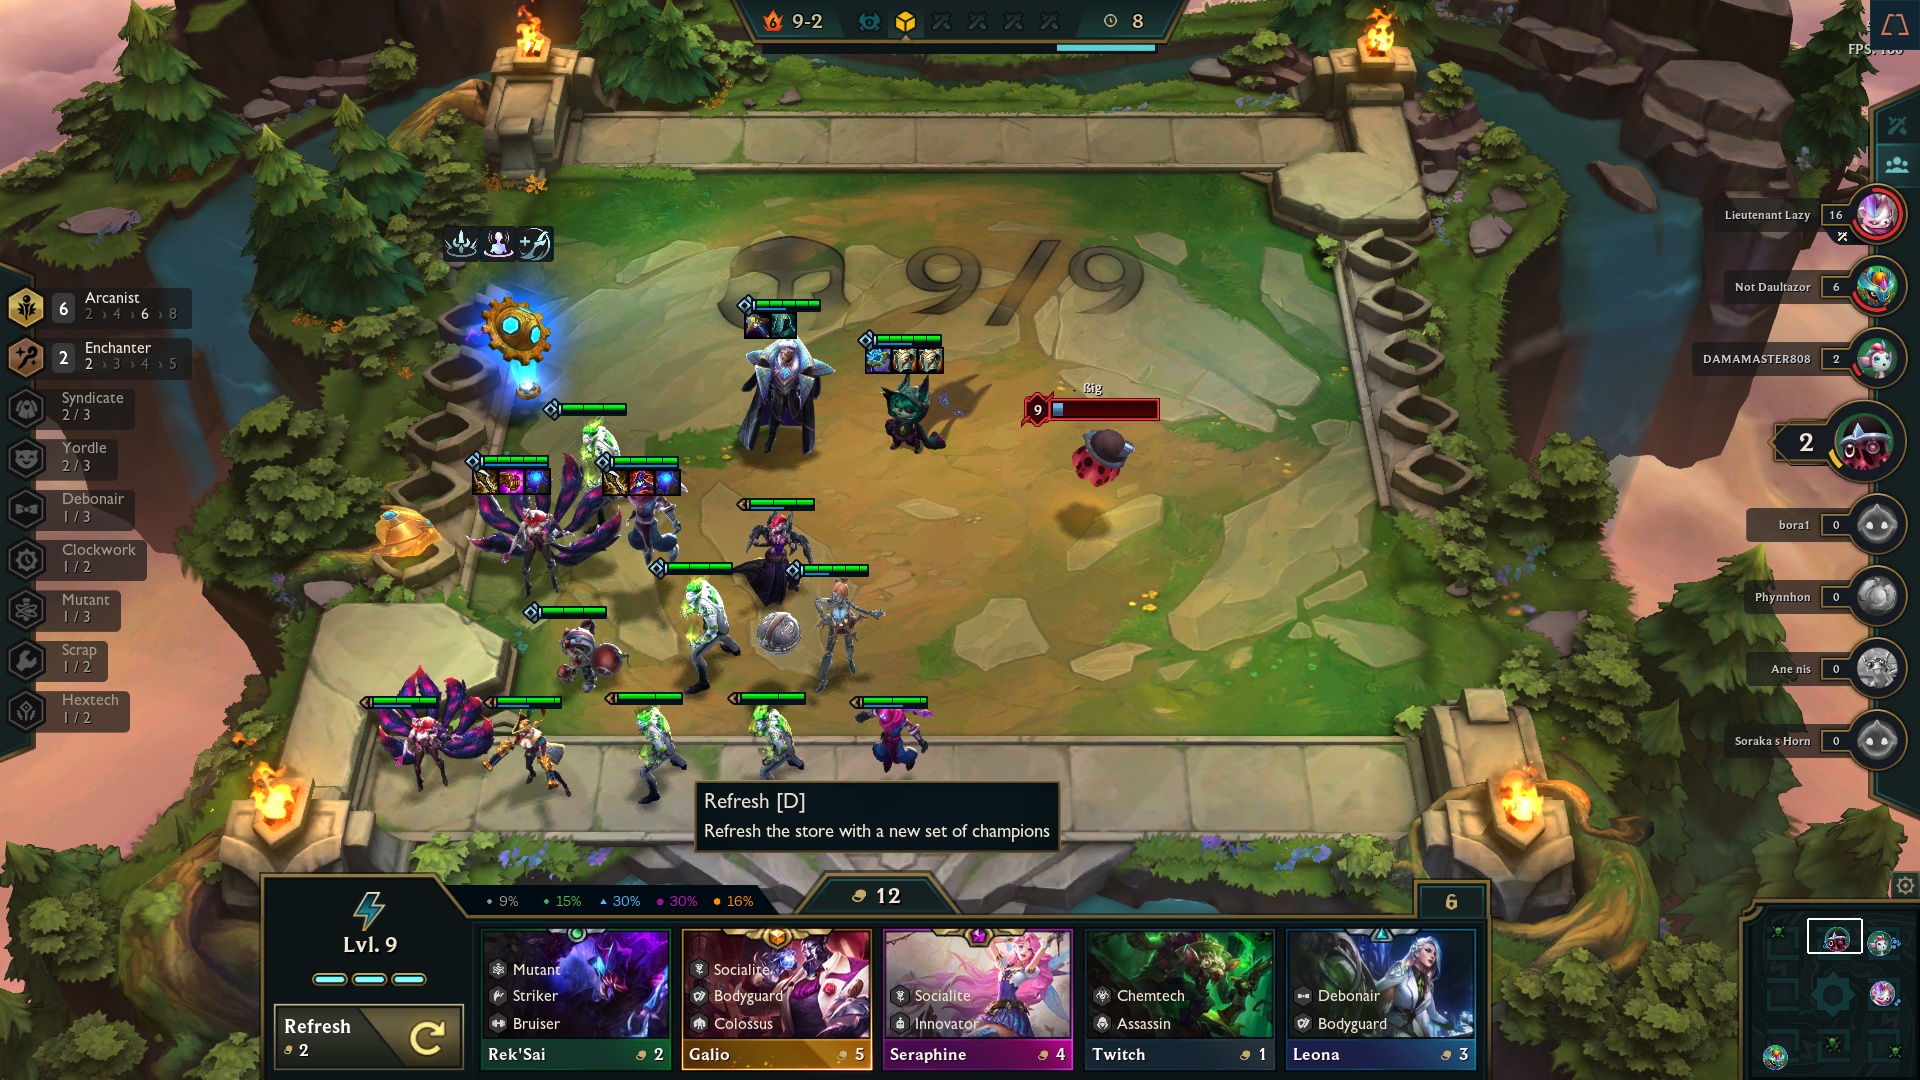 9-2
8
FPS:
Arcanist
6
2 › 4 › 6 › 8
Enchanter
2
2 › 3 › 4 › 5
Syndicate
2 / 3
Yordle
2 / 3
Debonair
1 / 3
Clockwork
1 / 2
Mutant
1 / 3
Scrap
1 / 2
Hextech
1 / 2
9/9
9
Lieutenant Lazy 16
Not Daultazor 6
DAMAMASTER808 2
2
bora1 0
Phynnhon 0
Ane nis 0
Soraka s Horn 0
Refresh [D]
Refresh the store with a new set of champions
Lvl. 9
9% 15% 30% 30% 16%
12
6
Refresh
2
Mutant
Striker
Bruiser
Rek'Sai 2
Socialite
Bodyguard
Colossus
Galio 5
Socialite
Innovator
Seraphine 4
Chemtech
Assassin
Twitch 1
Debonair
Bodyguard
Leona 3